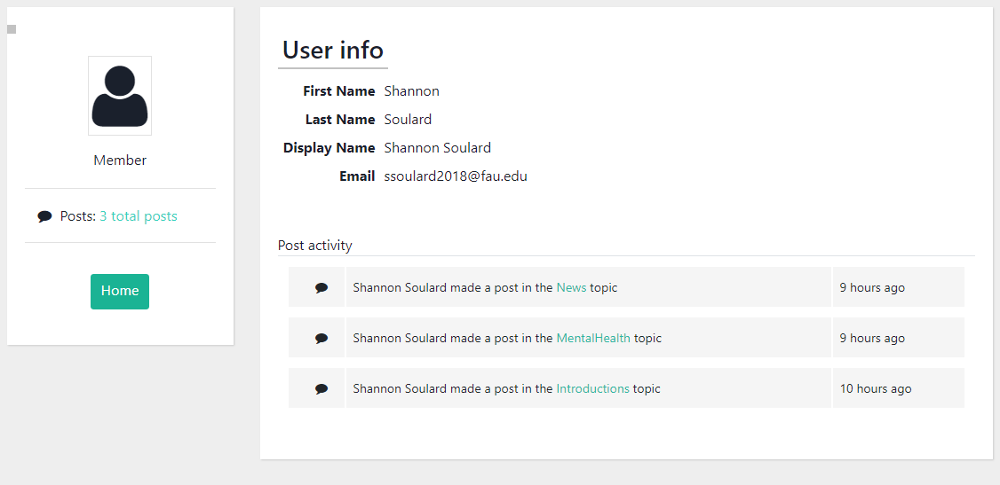 Member
Posts: 3 total posts
Home
User info
First Name Shannon
Last Name Soulard
Display Name Shannon Soulard
Email ssoulard2018@fau.edu
Post activity
Shannon Soulard made a post in the News topic 9 hours ago
Shannon Soulard made a post in the MentalHealth topic 9 hours ago
Shannon Soulard made a post in the Introductions topic 10 hours ago